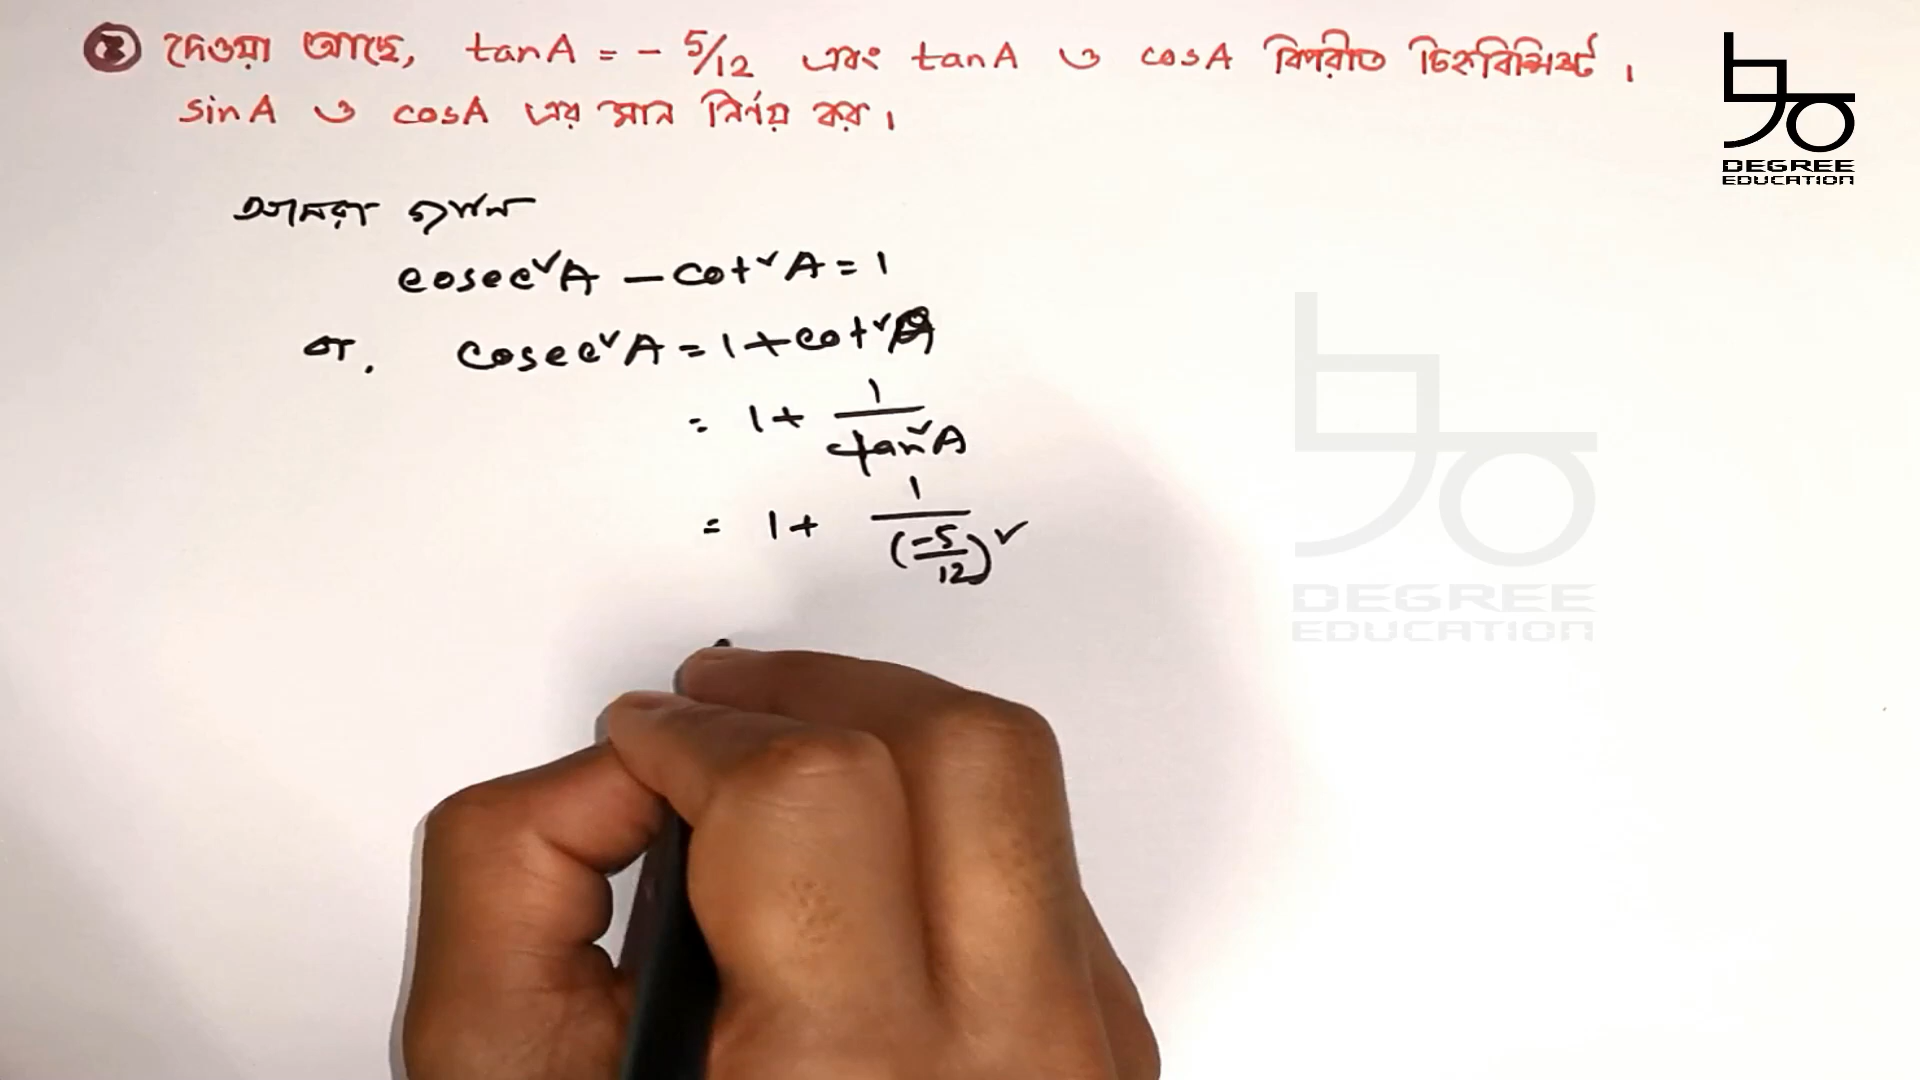 ৪ দেওয়া আছে, tanA = - 5/12 এবং tanA ও cosA বিপরীত চিহ্নবিশিষ্ট ।
sinA ও cosA এর মান নির্ণয় কর ।
DEGREE
EDUCATION
আমরা জানি
cosec²A - cot²A = 1
বা, cosec²A = 1 + cot²A
= 1 + 1/tan²A
= 1 + 1/(-5/12)²
DEGREE
EDUCATION